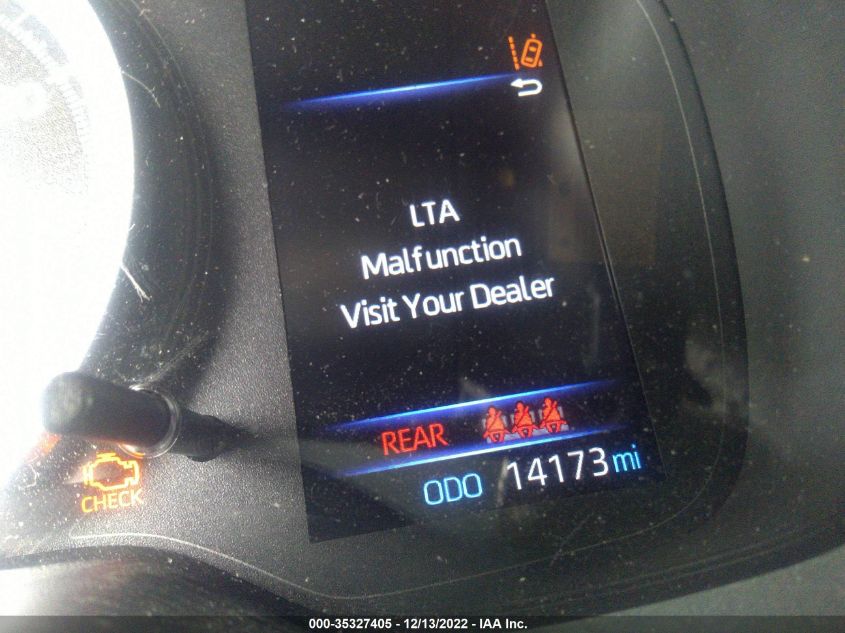 LTA
Malfunction
Visit Your Dealer
REAR
ODO 14173 mi
CHECK
000-35327405 - 12/13/2022 - IAA Inc.